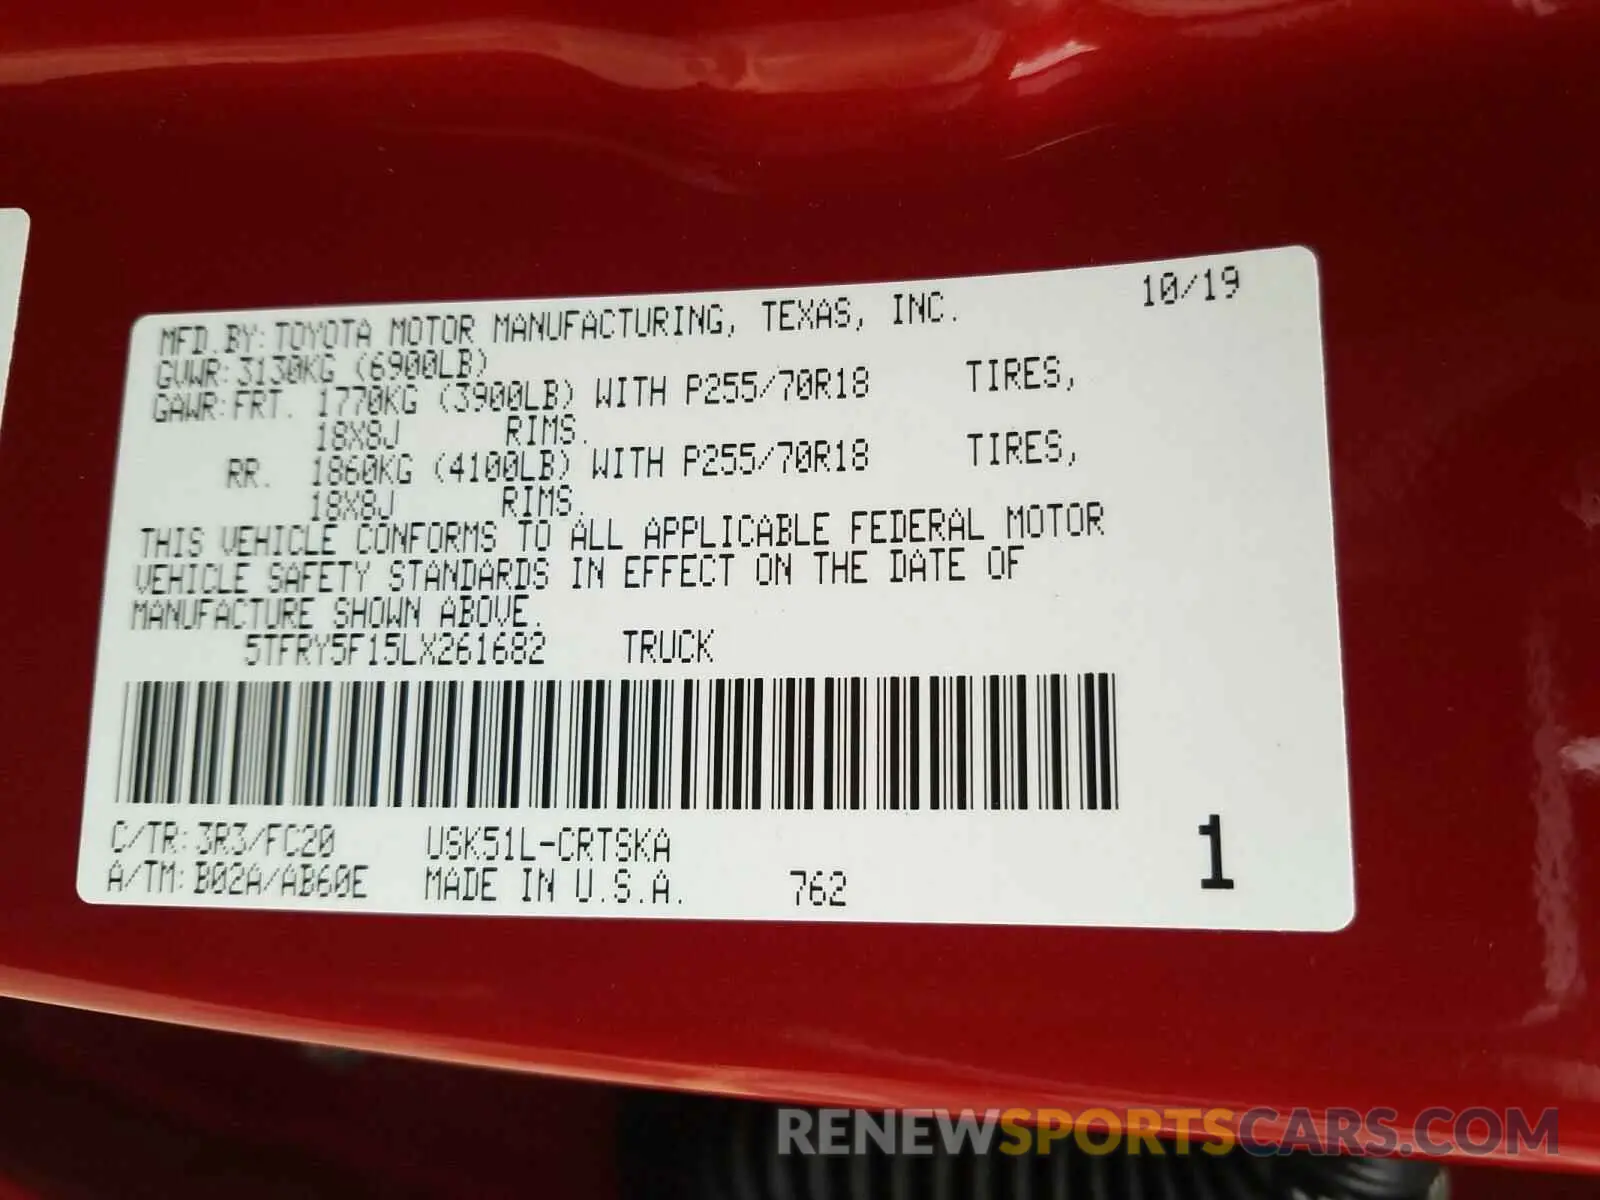 10/19
MFD.BY:TOYOTA MOTOR MANUFACTURING, TEXAS, INC.
GVWR:3130KG (6900LB)
GAWR:FRT. 1770KG (3900LB) WITH P255/70R18 TIRES,
18X8J RIMS.
RR. 1860KG (4100LB) WITH P255/70R18 TIRES,
18X8J RIMS.
THIS VEHICLE CONFORMS TO ALL APPLICABLE FEDERAL MOTOR
VEHICLE SAFETY STANDARDS IN EFFECT ON THE DATE OF
MANUFACTURE SHOWN ABOVE.
5TFRY5F15LX261682 TRUCK
C/TR:3R3/FC20 USK51L-CRTSKA
A/TM:B02A/AB60E MADE IN U.S.A. 762
1
RENEWSPORTSCARS.COM